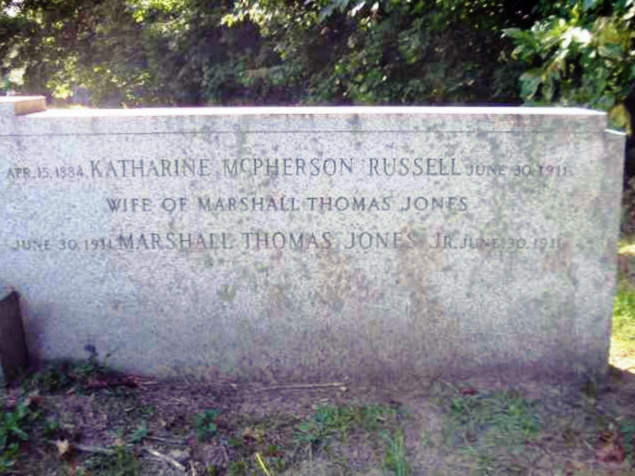 APR. 15, 1884, KATHARINE MCPHERSON RUSSELL JUNE 30, 1911.
WIFE OF MARSHALL THOMAS JONES
JUNE 30, 1911, MARSHALL THOMAS JONES JR. JUNE 30, 1911.